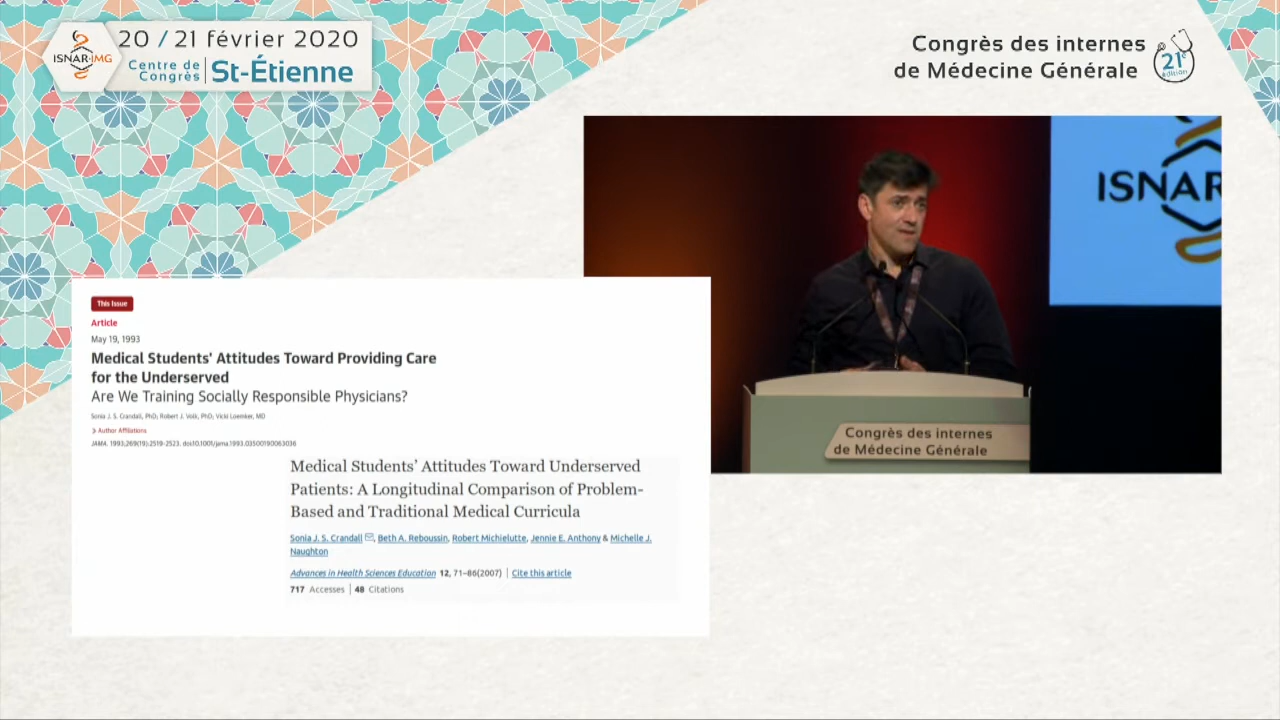 ISNAR-IMG
20 / 21 février 2020
Centre de
Congrès
St-Étienne
Congrès des internes
de Médecine Générale
21e
édition
ISNAR
Congrès des internes
de Médecine Générale
This Issue
Article
May 19, 1993
Medical Students' Attitudes Toward Providing Care
for the Underserved
Are We Training Socially Responsible Physicians?
Sonia J. S. Crandall, PhD; Robert J. Volk, PhD; Vicki Loemker, MD
> Author Affiliations
JAMA. 1993;269(19):2519-2523. doi:10.1001/jama.1993.03500190063036
Medical Students’ Attitudes Toward Underserved
Patients: A Longitudinal Comparison of Problem-
Based and Traditional Medical Curricula
Sonia J. S. Crandall, Beth A. Reboussin, Robert Michielutte, Jennie E. Anthony & Michelle J.
Naughton
Advances in Health Sciences Education 12, 71–86(2007) | Cite this article
717 Accesses | 48 Citations